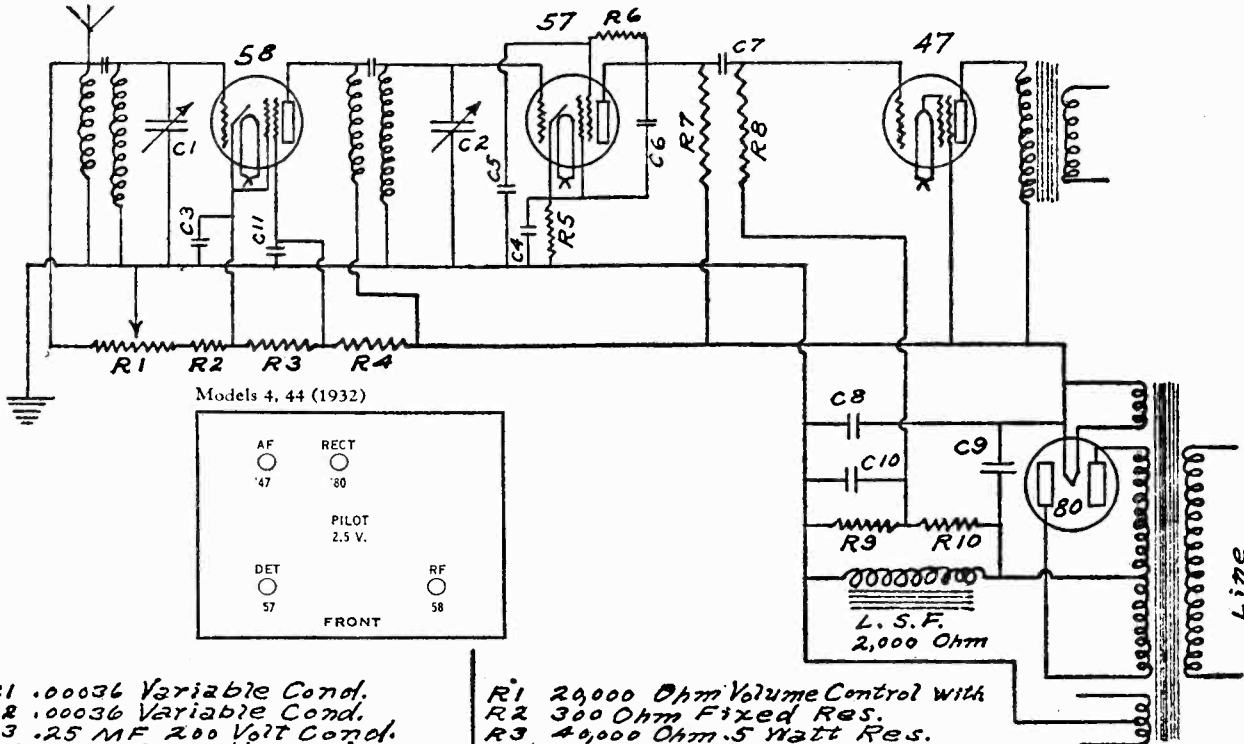 58
57
R6
C7
47
C1
C2
C5
C6
R7
R8
C3
C11
C4
R5
R1
R2
R3
R4
Models 4, 44 (1932)
AF
RECT
'47
'80
PILOT
2.5 V.
DET
RF
57
58
FRONT
C8
C9
C10
80
R9
R10
L.S.F.
2,000 Ohm
Line
1 .00036 Variable Cond.
2 .00036 Variable Cond.
3 .25 MF 200 Volt Cond.
R1 20,000 Ohm Volume Control with
R2 300 Ohm Fixed Res.
R3 40,000 Ohm .5 Watt Res.